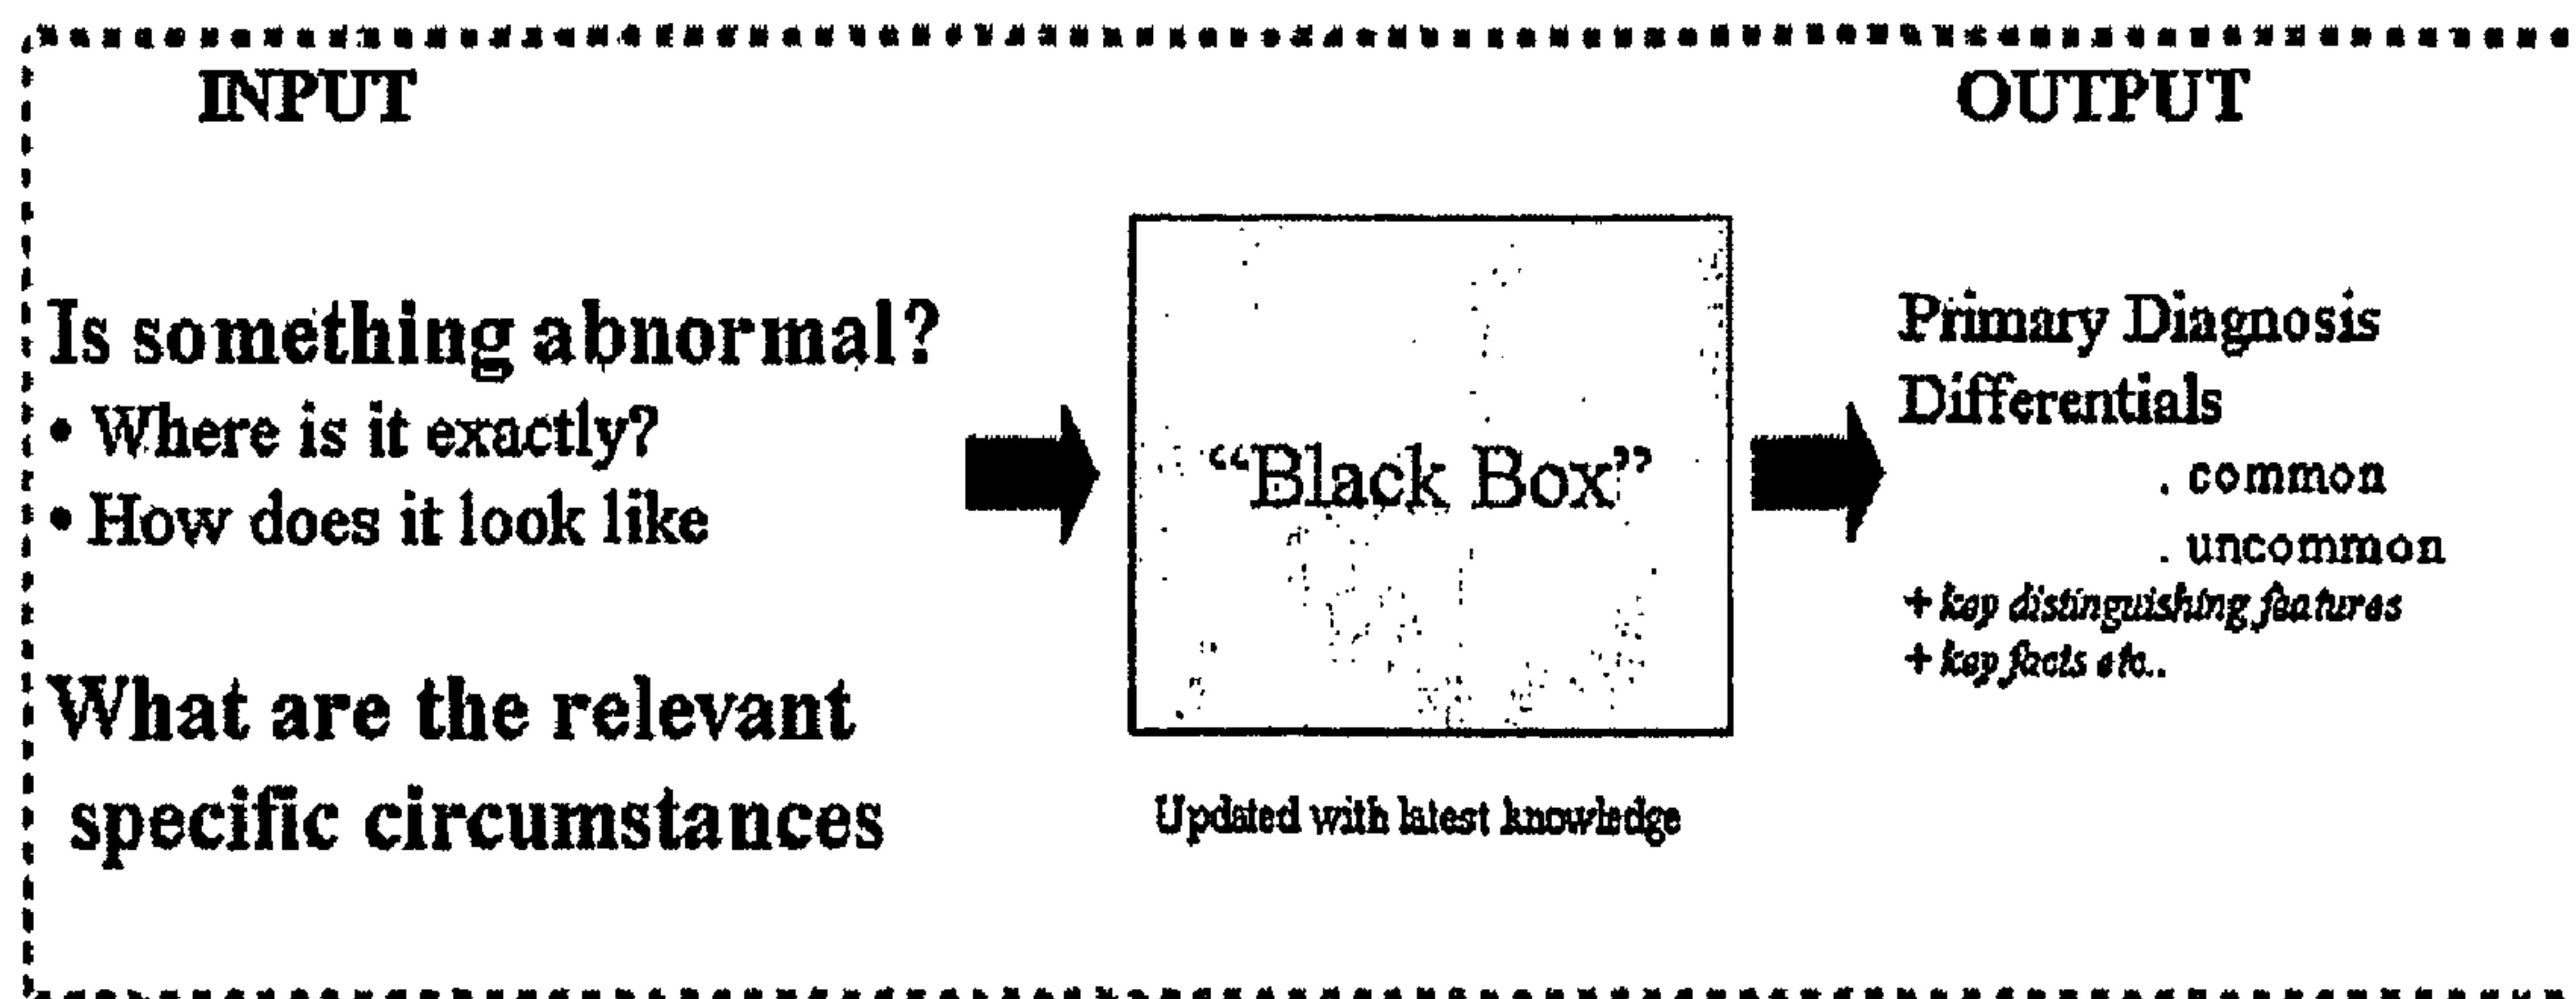 INPUT
OUTPUT
Is something abnormal?
• Where is it exactly?
• How does it look like
What are the relevant
specific circumstances
“Black Box”
Updated with latest knowledge
Primary Diagnosis
Differentials
. common
. uncommon
+ key distinguishing features
+ key facts etc..